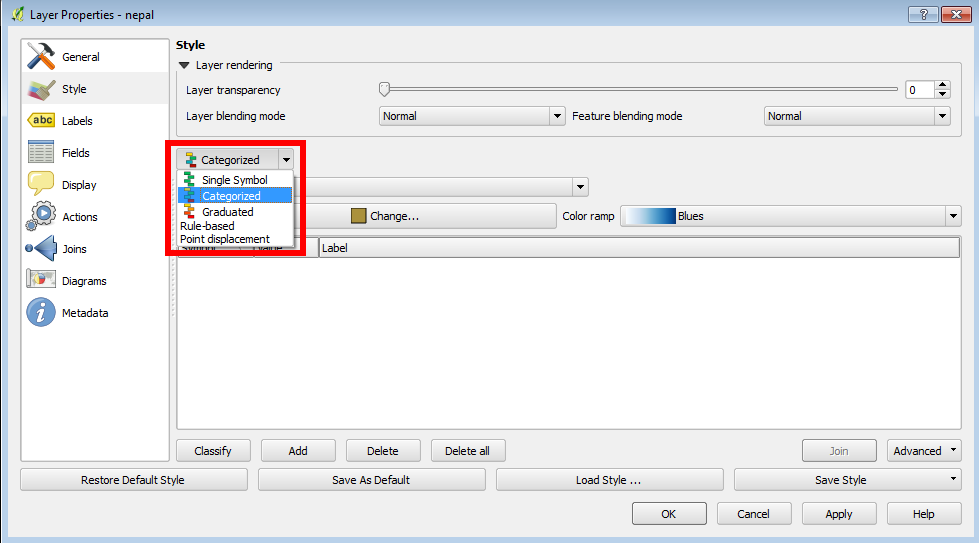 Layer Properties - nepal
General
Style
Labels
Fields
Display
Actions
Joins
Diagrams
Metadata
abc
Style
Layer rendering
Layer transparency
0
Layer blending mode
Normal
Feature blending mode
Normal
Categorized
Single Symbol
Categorized
Graduated
Rule-based
Point displacement
Change...
Color ramp
Blues
Symbol Value Label
Classify
Add
Delete
Delete all
Join
Advanced
Restore Default Style
Save As Default
Load Style ...
Save Style
OK
Cancel
Apply
Help